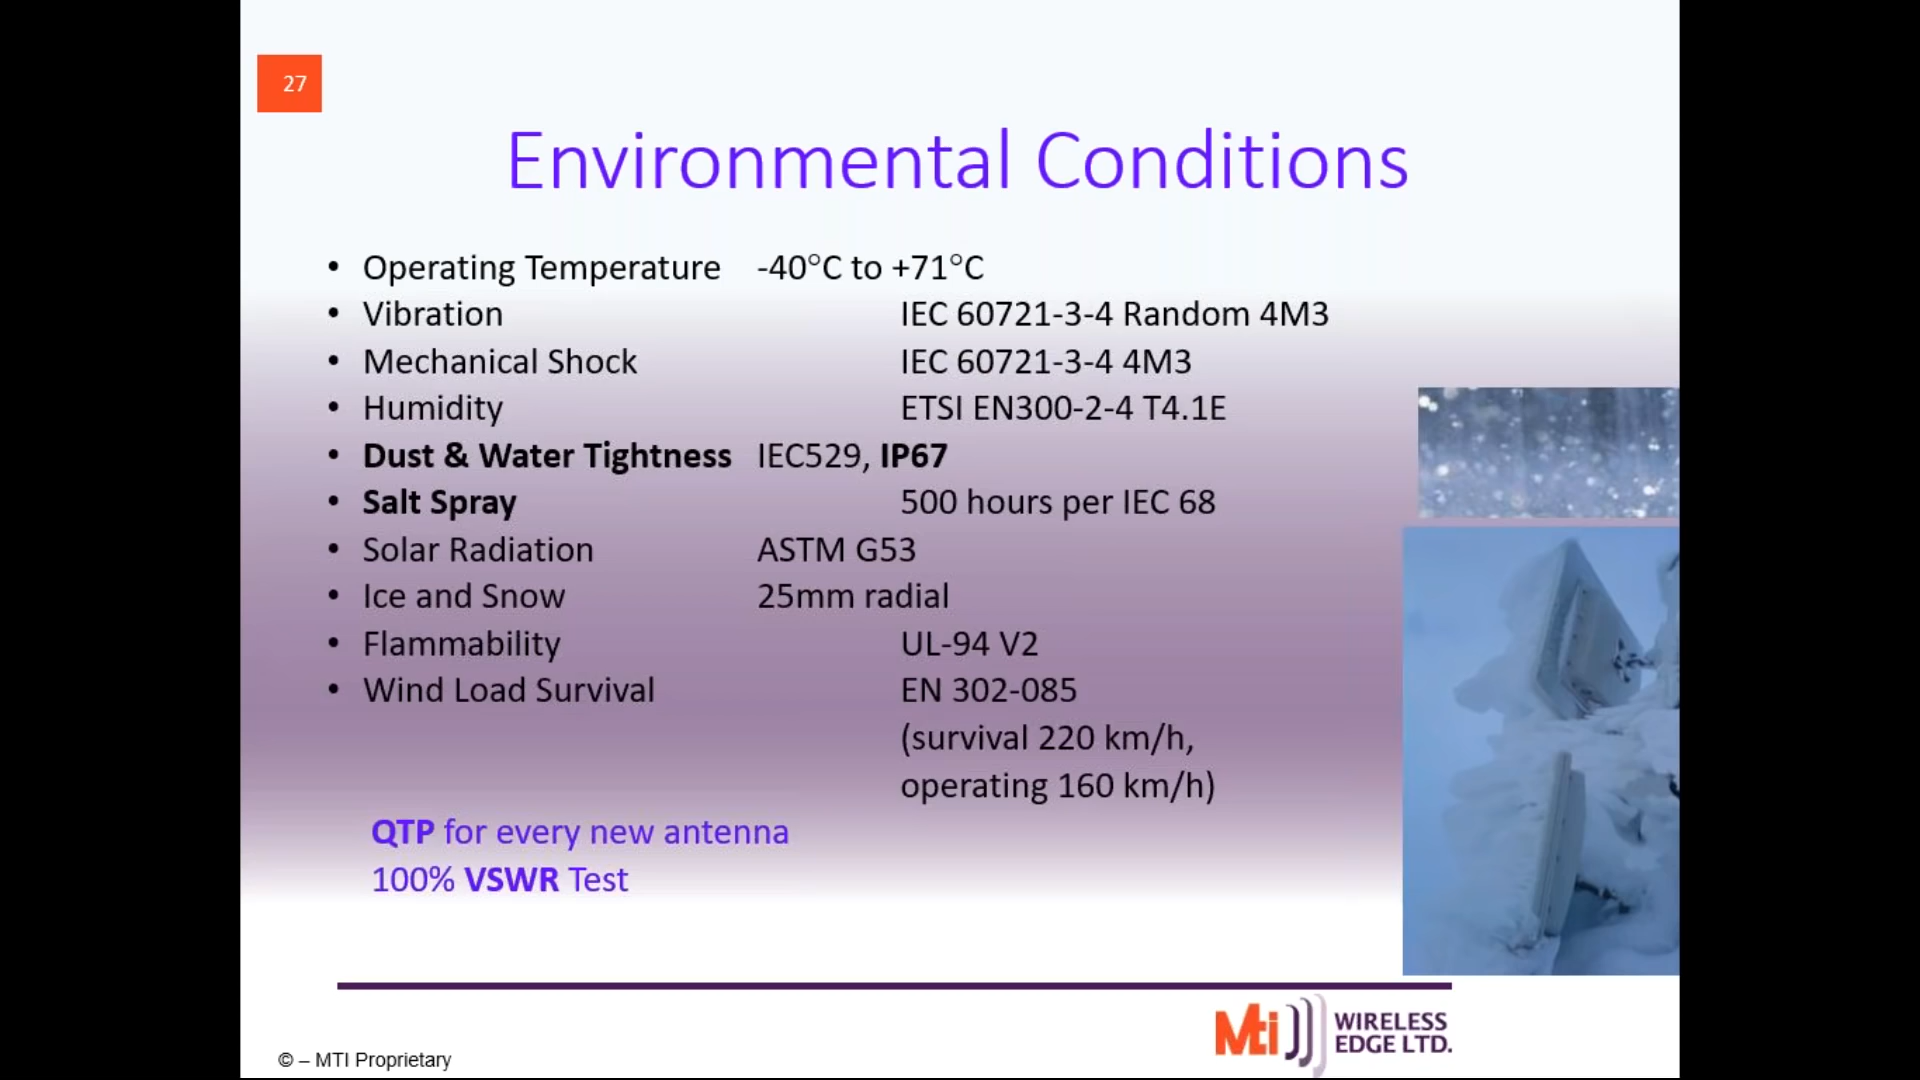 27
Environmental Conditions
• Operating Temperature -40°C to +71°C
• Vibration IEC 60721-3-4 Random 4M3
• Mechanical Shock IEC 60721-3-4 4M3
• Humidity ETSI EN300-2-4 T4.1E
• Dust & Water Tightness IEC529, IP67
• Salt Spray 500 hours per IEC 68
• Solar Radiation ASTM G53
• Ice and Snow 25mm radial
• Flammability UL-94 V2
• Wind Load Survival EN 302-085
(survival 220 km/h,
operating 160 km/h)
QTP for every new antenna
100% VSWR Test
Mti WIRELESS
EDGE LTD.
© – MTI Proprietary